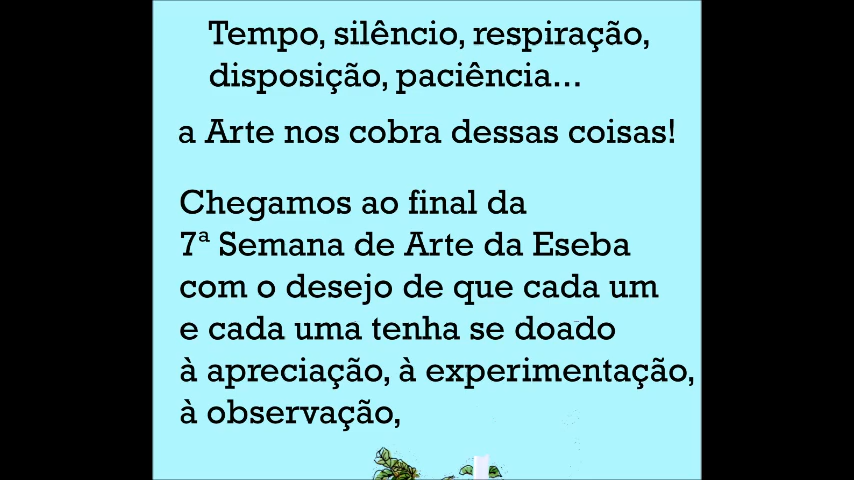 Tempo, silêncio, respiração,
disposição, paciência...
a Arte nos cobra dessas coisas!
Chegamos ao final da
7ª Semana de Arte da Eseba
com o desejo de que cada um
e cada uma tenha se doado
à apreciação, à experimentação,
à observação,